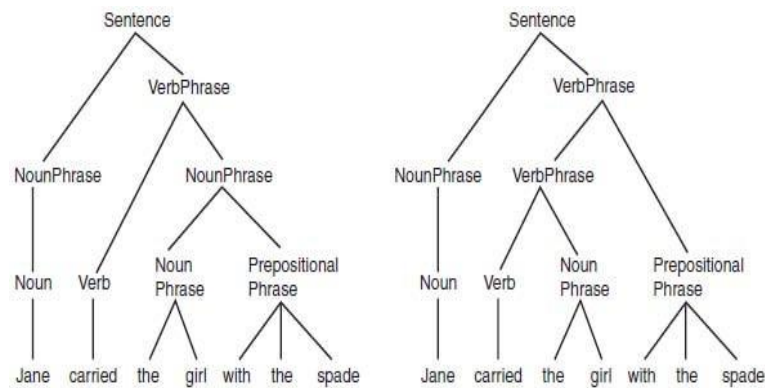 Sentence Sentence
VerbPhrase VerbPhrase
NounPhrase NounPhrase NounPhrase VerbPhrase
Noun Verb Noun Prepositional Noun Verb Noun Prepositional
Phrase Phrase Phrase Phrase
Jane carried the girl with the spade Jane carried the girl with the spade